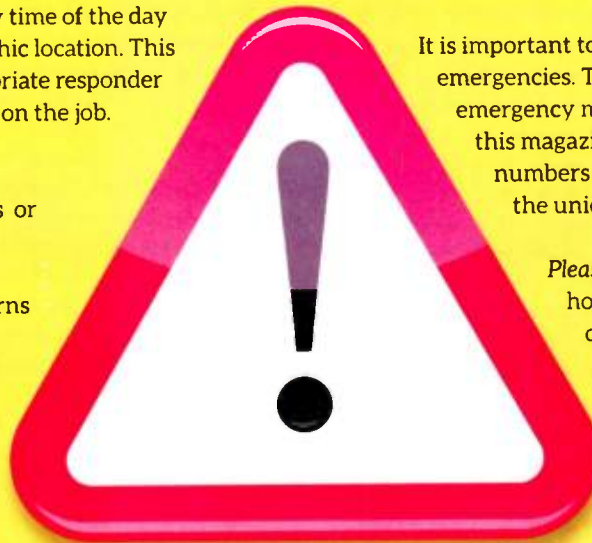 y time of the day
hic location. This
riate responder
on the job.
s or
rns
It is important to
emergencies. T
emergency n
this magazi
numbers
the unio
Pleas
ho